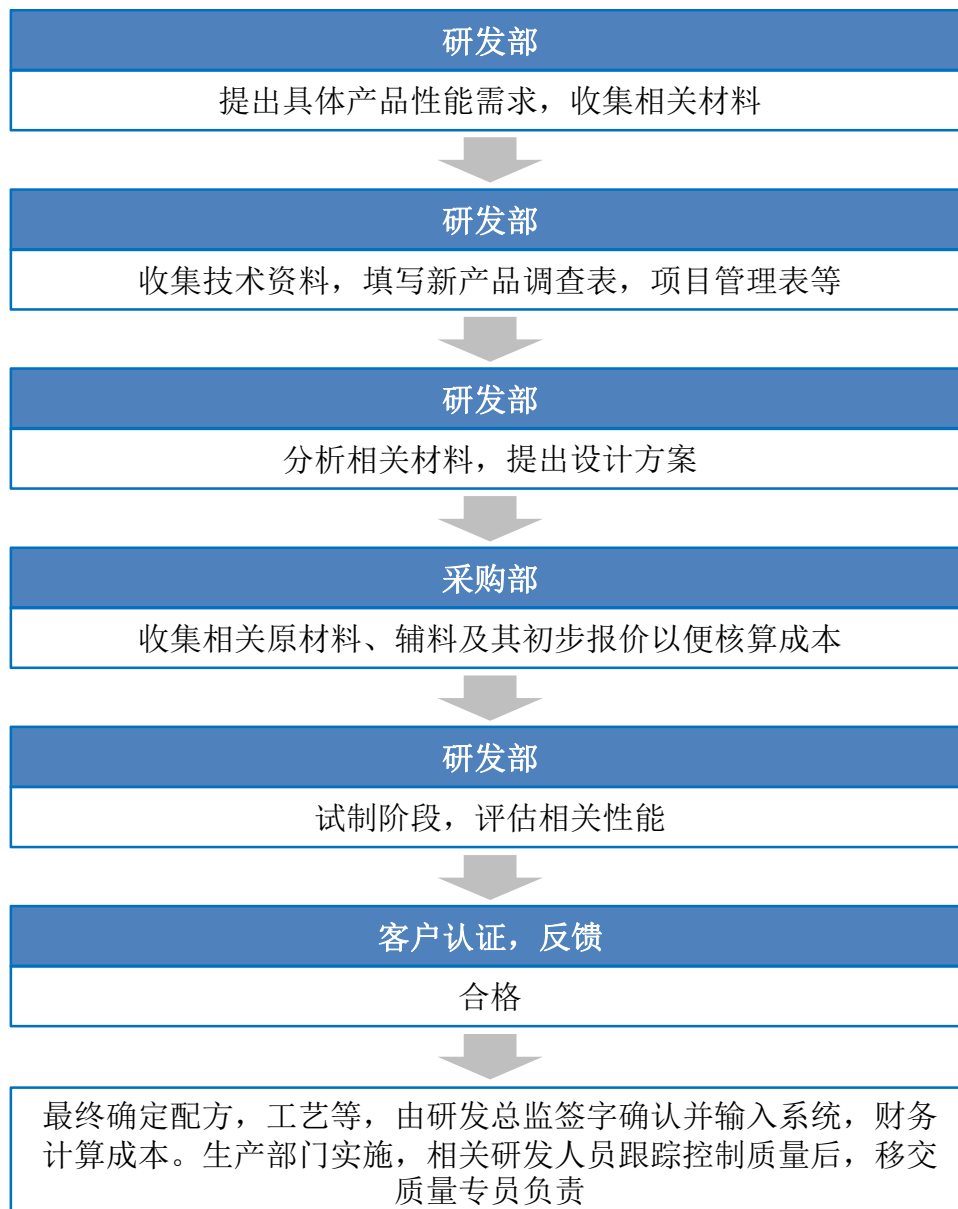 研发部
提出具体产品性能需求，收集相关材料
研发部
收集技术资料，填写新产品调查表，项目管理表等
研发部
分析相关材料，提出设计方案
采购部
收集相关原材料、辅料及其初步报价以便核算成本
研发部
试制阶段，评估相关性能
客户认证，反馈
合格
最终确定配方，工艺等，由研发总监签字确认并输入系统，财务
计算成本。生产部门实施，相关研发人员跟踪控制质量后，移交
质量专员负责